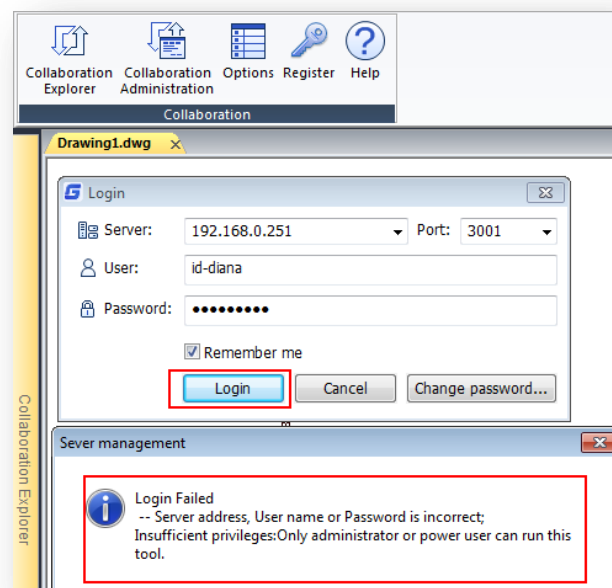 Collaboration Explorer
Collaboration Administration
Options
Register
Help
Collaboration
Drawing1.dwg
Login
Server: 192.168.0.251 Port: 3001
User: id-diana
Password: •••••••••
Remember me
Login Cancel Change password...
Collaboration Explorer
Sever management
Login Failed
-- Server address, User name or Password is incorrect;
Insufficient privileges:Only administrator or power user can run this
tool.